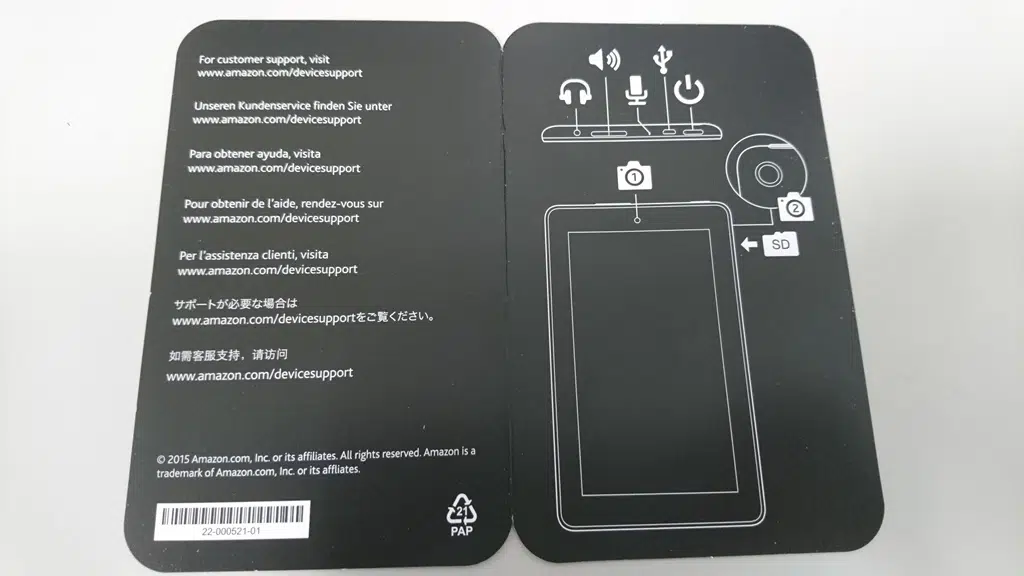 For customer support, visit
www.amazon.com/devicesupport
Unseren Kundenservice finden Sie unter
www.amazon.com/devicesupport
Para obtener ayuda, visita
www.amazon.com/devicesupport
Pour obtenir de l'aide, rendez-vous sur
www.amazon.com/devicesupport
Per l'assistenza clienti, visita
www.amazon.com/devicesupport
サポートが必要な場合は
www.amazon.com/devicesupportをご覧ください。
如需客服支持，请访问
www.amazon.com/devicesupport
© 2015 Amazon.com, Inc. or its affiliates. All rights reserved. Amazon is a
trademark of Amazon.com, Inc. or its affliates.
22-000521-01
21
PAP
1
2
SD